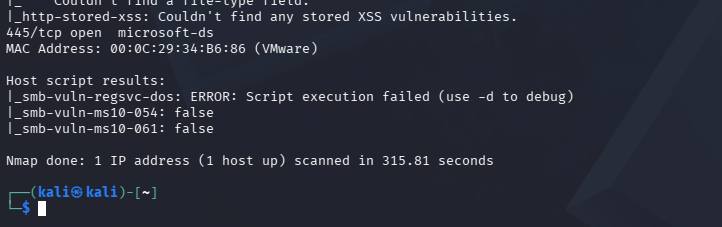 |_    Couldn't find a file-type field.
|_http-stored-xss: Couldn't find any stored XSS vulnerabilities.
445/tcp open  microsoft-ds
MAC Address: 00:0C:29:34:B6:86 (VMware)

Host script results:
|_smb-vuln-regsvc-dos: ERROR: Script execution failed (use -d to debug)
|_smb-vuln-ms10-054: false
|_smb-vuln-ms10-061: false

Nmap done: 1 IP address (1 host up) scanned in 315.81 seconds

┌──(kali㉿kali)-[~]
└─$